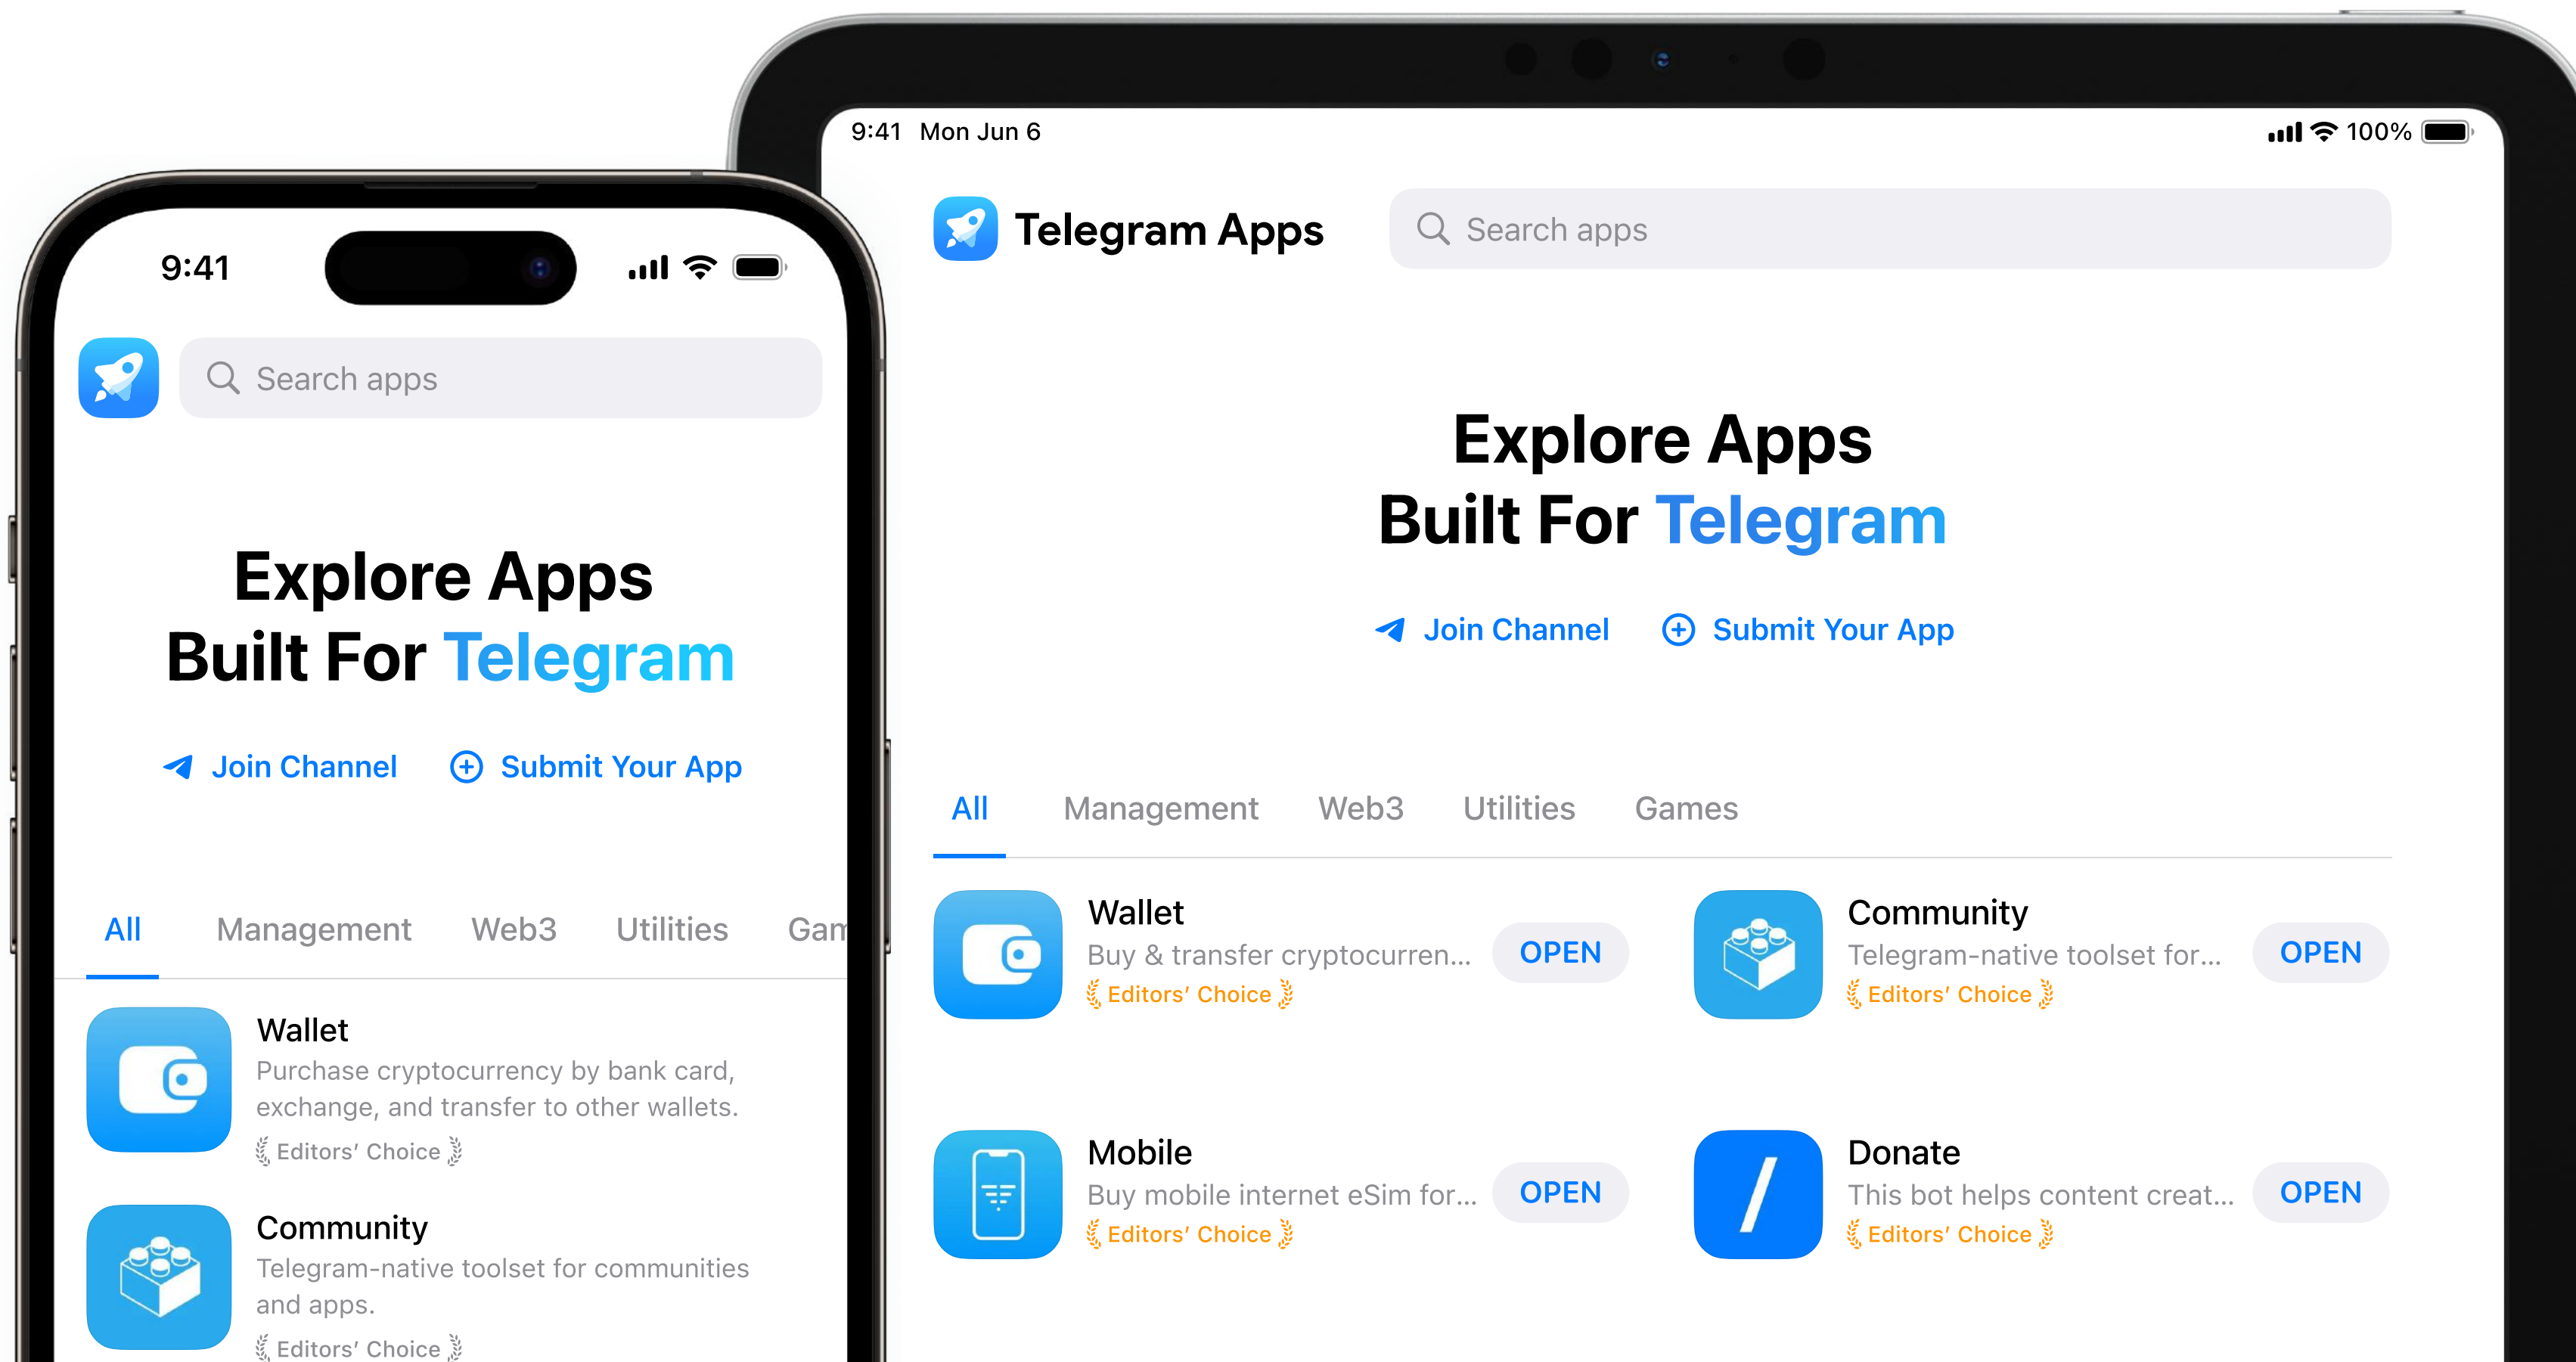 9:41
Search apps
Explore Apps
Built For Telegram
Join Channel Submit Your App
All Management Web3 Utilities Gam
Wallet
Purchase cryptocurrency by bank card,
exchange, and transfer to other wallets.
Editors’ Choice
Community
Telegram-native toolset for communities
and apps.
Editors’ Choice
9:41 Mon Jun 6 100%
Telegram Apps Search apps
Explore Apps
Built For Telegram
Join Channel Submit Your App
All Management Web3 Utilities Games
Wallet
Buy & transfer cryptocurren...
Editors’ Choice
OPEN
Community
Telegram-native toolset for...
Editors’ Choice
OPEN
Mobile
Buy mobile internet eSim for...
Editors’ Choice
OPEN
Donate
This bot helps content creat...
Editors’ Choice
OPEN